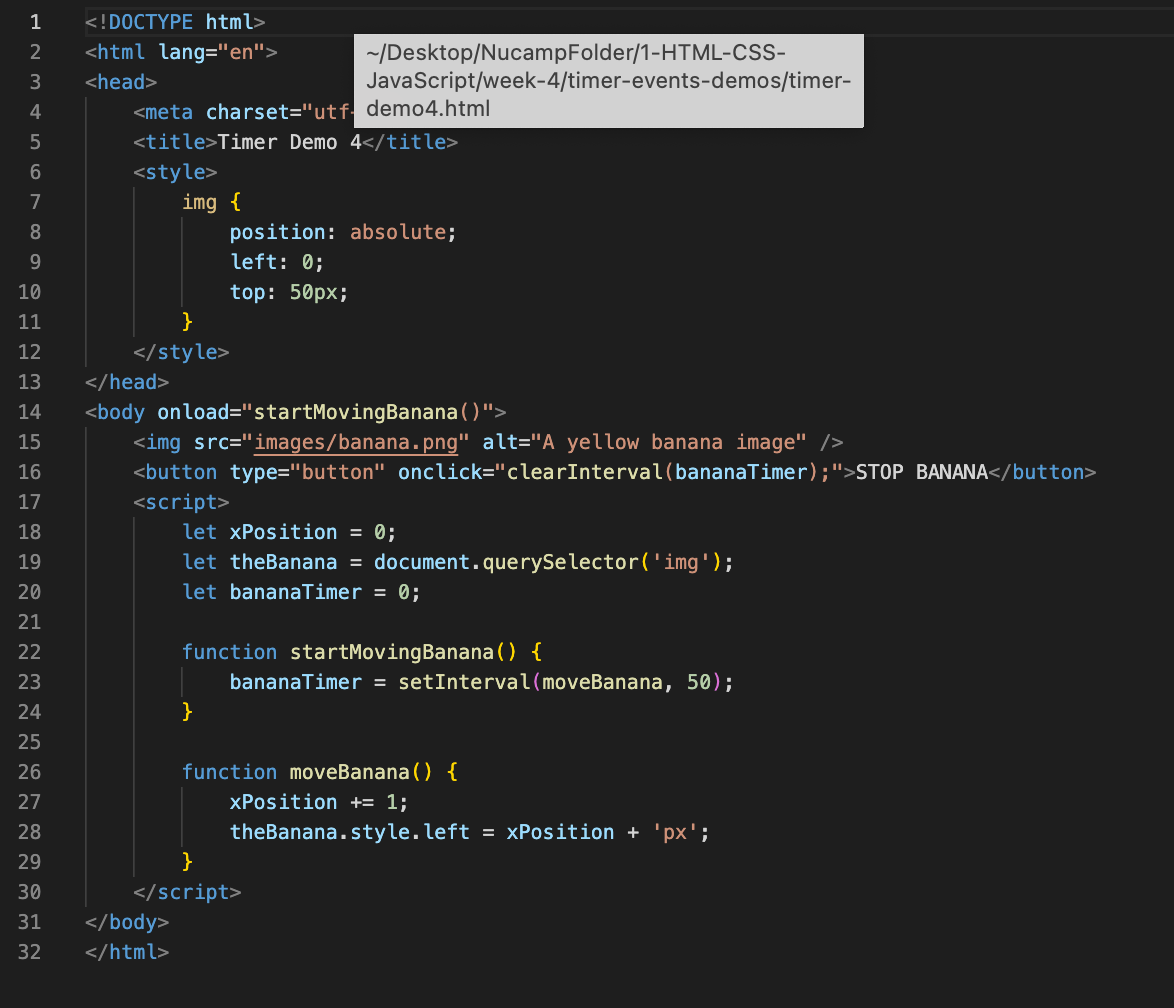 1 <!DOCTYPE html>
2 <html lang="en">
~/Desktop/NucampFolder/1-HTML-CSS-
JavaScript/week-4/timer-events-demos/timer-
demo4.html
3 <head>
4     <meta charset="utf-
5     <title>Timer Demo 4</title>
6     <style>
7         img {
8             position: absolute;
9             left: 0;
10             top: 50px;
11         }
12     </style>
13 </head>
14 <body onload="startMovingBanana()">
15     <img src="images/banana.png" alt="A yellow banana image" />
16     <button type="button" onclick="clearInterval(bananaTimer);">STOP BANANA</button>
17     <script>
18         let xPosition = 0;
19         let theBanana = document.querySelector('img');
20         let bananaTimer = 0;
21
22         function startMovingBanana() {
23             bananaTimer = setInterval(moveBanana, 50);
24         }
25
26         function moveBanana() {
27             xPosition += 1;
28             theBanana.style.left = xPosition + 'px';
29         }
30     </script>
31 </body>
32 </html>